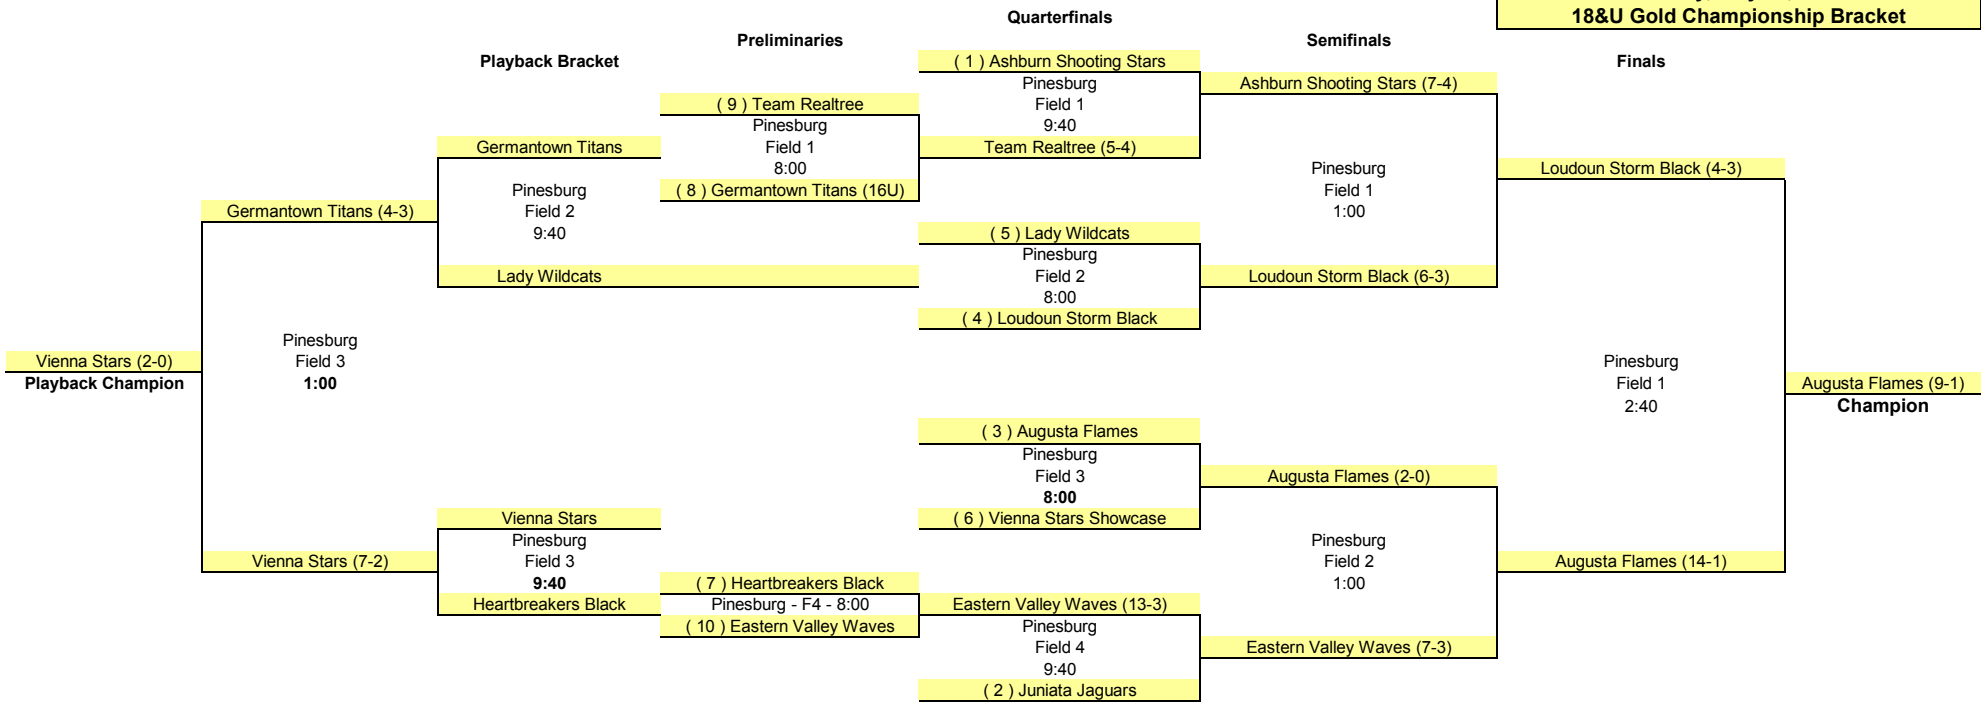 18&U Gold Championship Bracket
Quarterfinals
Preliminaries
Semifinals
Playback Bracket
Finals
( 1 ) Ashburn Shooting Stars
Pinesburg
Field 1
9:40
Team Realtree (5-4)
Ashburn Shooting Stars (7-4)
( 9 ) Team Realtree
Pinesburg
Field 1
8:00
( 8 ) Germantown Titans (16U)
Germantown Titans
Pinesburg
Field 2
9:40
Lady Wildcats
Germantown Titans (4-3)
( 5 ) Lady Wildcats
Pinesburg
Field 2
8:00
( 4 ) Loudoun Storm Black
Pinesburg
Field 1
1:00
Loudoun Storm Black (6-3)
Loudoun Storm Black (4-3)
Pinesburg
Field 3
1:00
Vienna Stars (2-0)
Playback Champion
Pinesburg
Field 1
2:40
Augusta Flames (9-1)
Champion
( 3 ) Augusta Flames
Pinesburg
Field 3
8:00
( 6 ) Vienna Stars Showcase
Augusta Flames (2-0)
Vienna Stars
Pinesburg
Field 3
9:40
Heartbreakers Black
Vienna Stars (7-2)
( 7 ) Heartbreakers Black
Pinesburg - F4 - 8:00
( 10 ) Eastern Valley Waves
Eastern Valley Waves (13-3)
Pinesburg
Field 4
9:40
( 2 ) Juniata Jaguars
Pinesburg
Field 2
1:00
Eastern Valley Waves (7-3)
Augusta Flames (14-1)